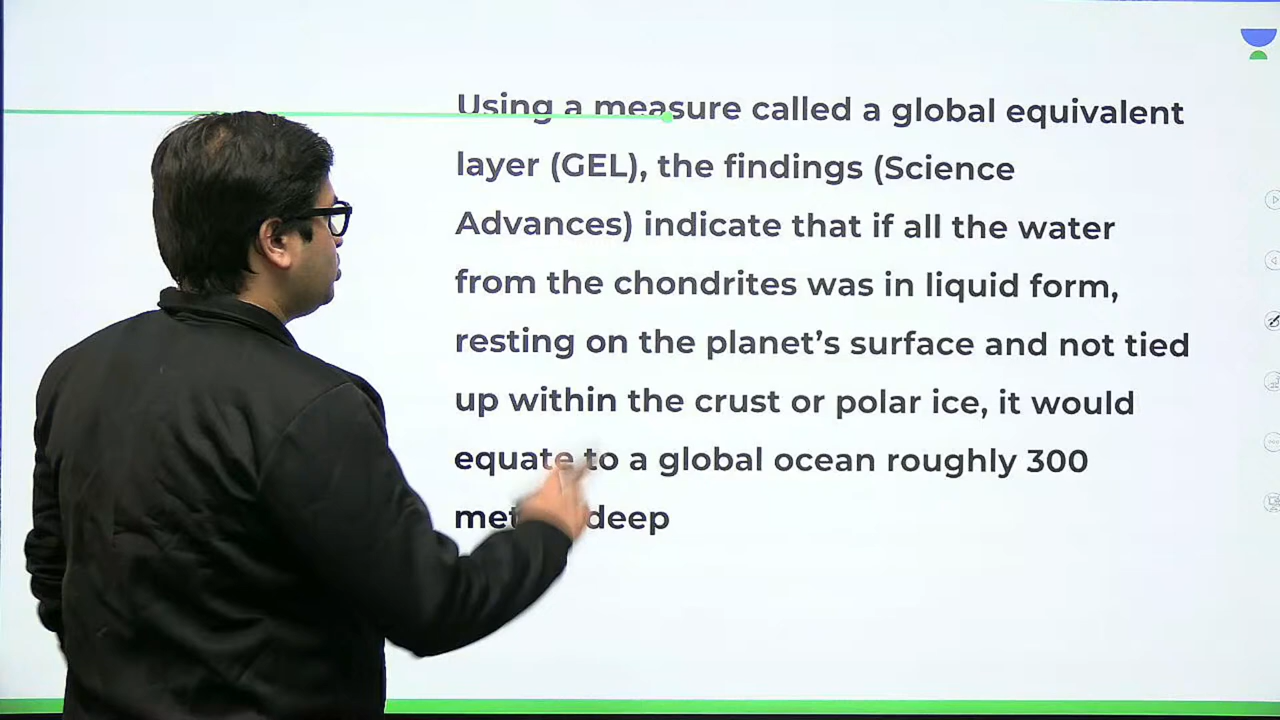 Using a measure called a global equivalent
layer (GEL), the findings (Science
Advances) indicate that if all the water
from the chondrites was in liquid form,
resting on the planet’s surface and not tied
up within the crust or polar ice, it would
equate to a global ocean roughly 300
deep